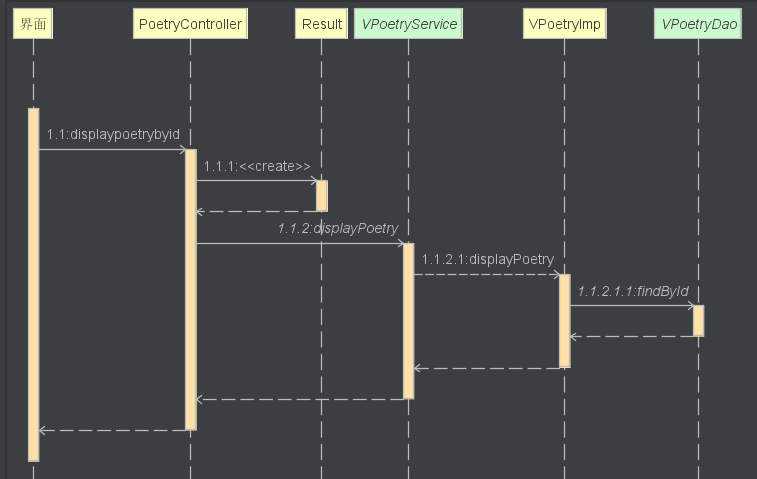 界面
PoetryController
Result
VPoetryService
VPoetryImp
VPoetryDao
1.1:displaypoetrybyid
1.1.1:<<create>>
1.1.2:displayPoetry
1.1.2.1:displayPoetry
1.1.2.1.1:findById